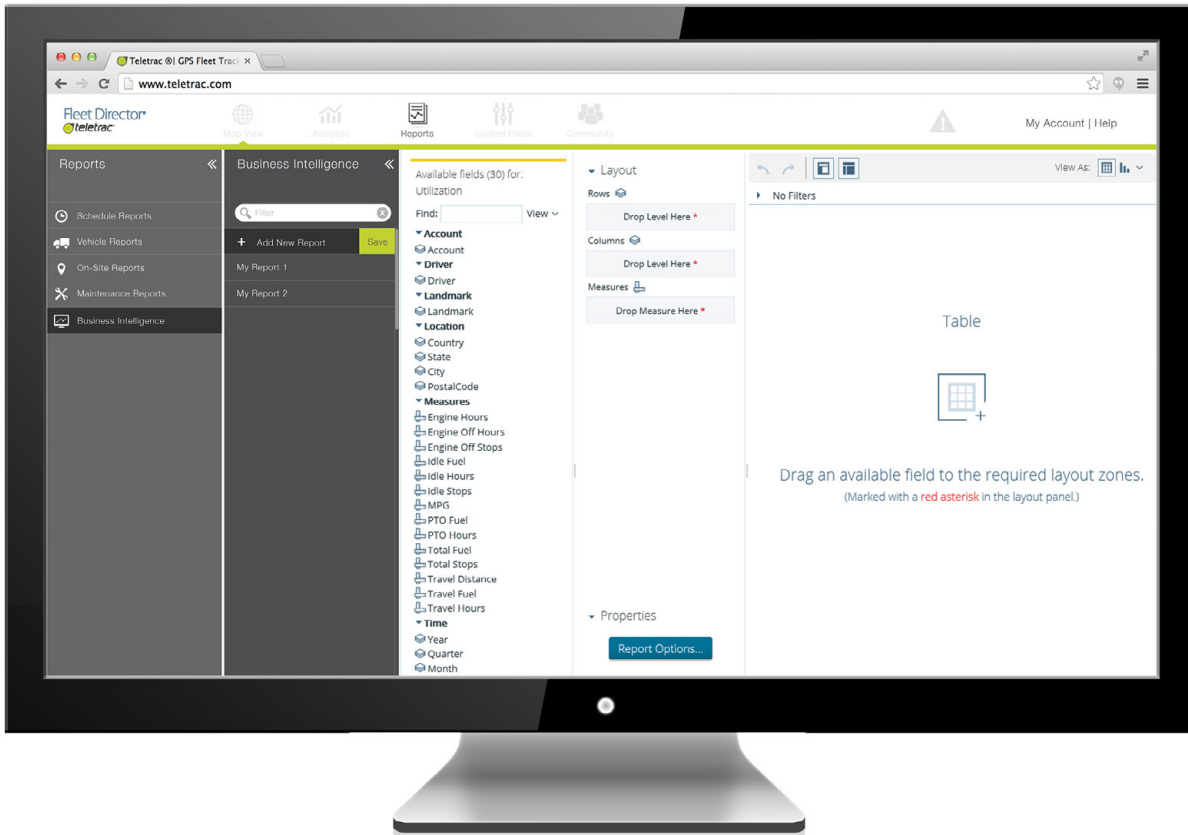 Teletrac ®| GPS Fleet Trac
www.teletrac.com
Fleet Director®
teletrac
Map View
Analytics
Reports
Control Panel
Community
My Account | Help
Reports
Schedule Reports
Vehicle Reports
On-Site Reports
Maintenance Reports
Business Intelligence
Business Intelligence
Filter
+ Add New Report
Save
My Report 1
My Report 2
Available fields (30) for:
Utilization
Find:
View
Account
Account
Driver
Driver
Landmark
Landmark
Location
Country
State
City
PostalCode
Measures
Engine Hours
Engine Off Hours
Engine Off Stops
Idle Fuel
Idle Hours
Idle Stops
MPG
PTO Fuel
PTO Hours
Total Fuel
Total Stops
Travel Distance
Travel Fuel
Travel Hours
Time
Year
Quarter
Month
Layout
Rows
Drop Level Here *
Columns
Drop Level Here *
Measures
Drop Measure Here *
Properties
Report Options...
View As:
No Filters
Table
Drag an available field to the required layout zones.
(Marked with a red asterisk in the layout panel.)